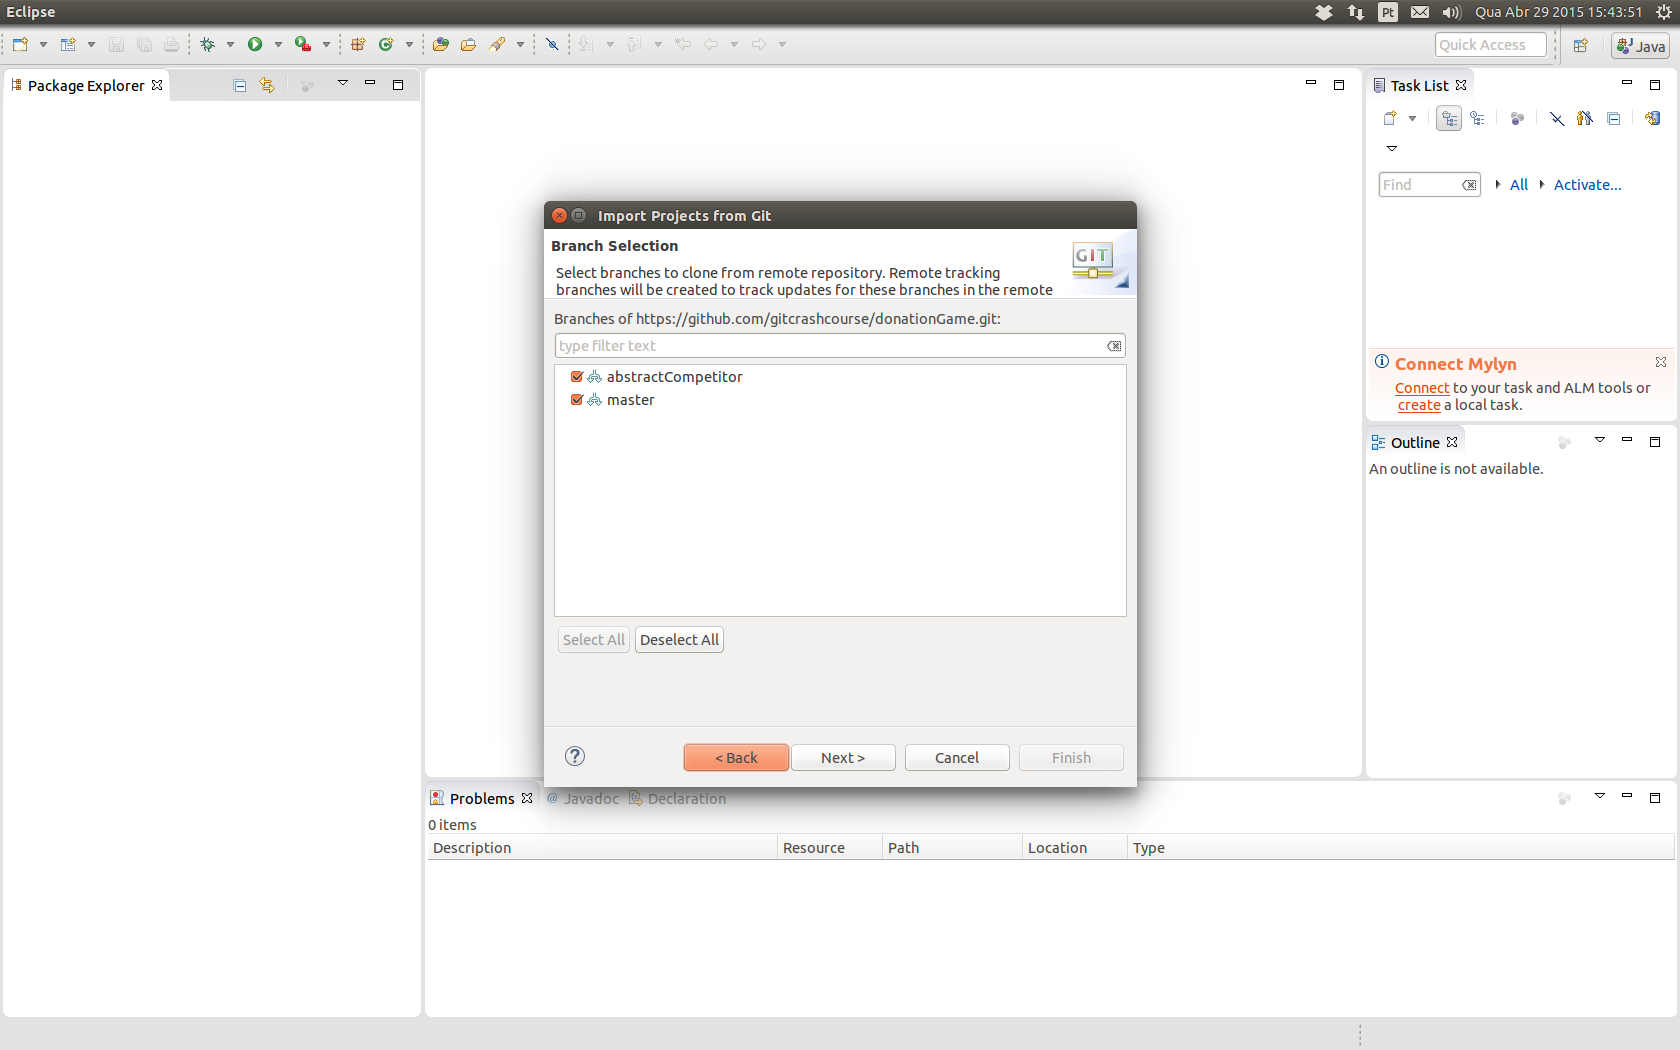 Eclipse
Pt
Qua Abr 29 2015 15:43:51
Quick Access
Java
Package Explorer
Task List
Find
All
Activate...
Import Projects from Git
Branch Selection
Select branches to clone from remote repository. Remote tracking
branches will be created to track updates for these branches in the remote
GIT
Branches of https://github.com/gitcrashcourse/donationGame.git:
type filter text
abstractCompetitor
master
Select All
Deselect All
?
< Back
Next >
Cancel
Finish
Connect Mylyn
Connect to your task and ALM tools or
create a local task.
Outline
An outline is not available.
Problems
@ Javadoc
Declaration
0 items
Description
Resource
Path
Location
Type